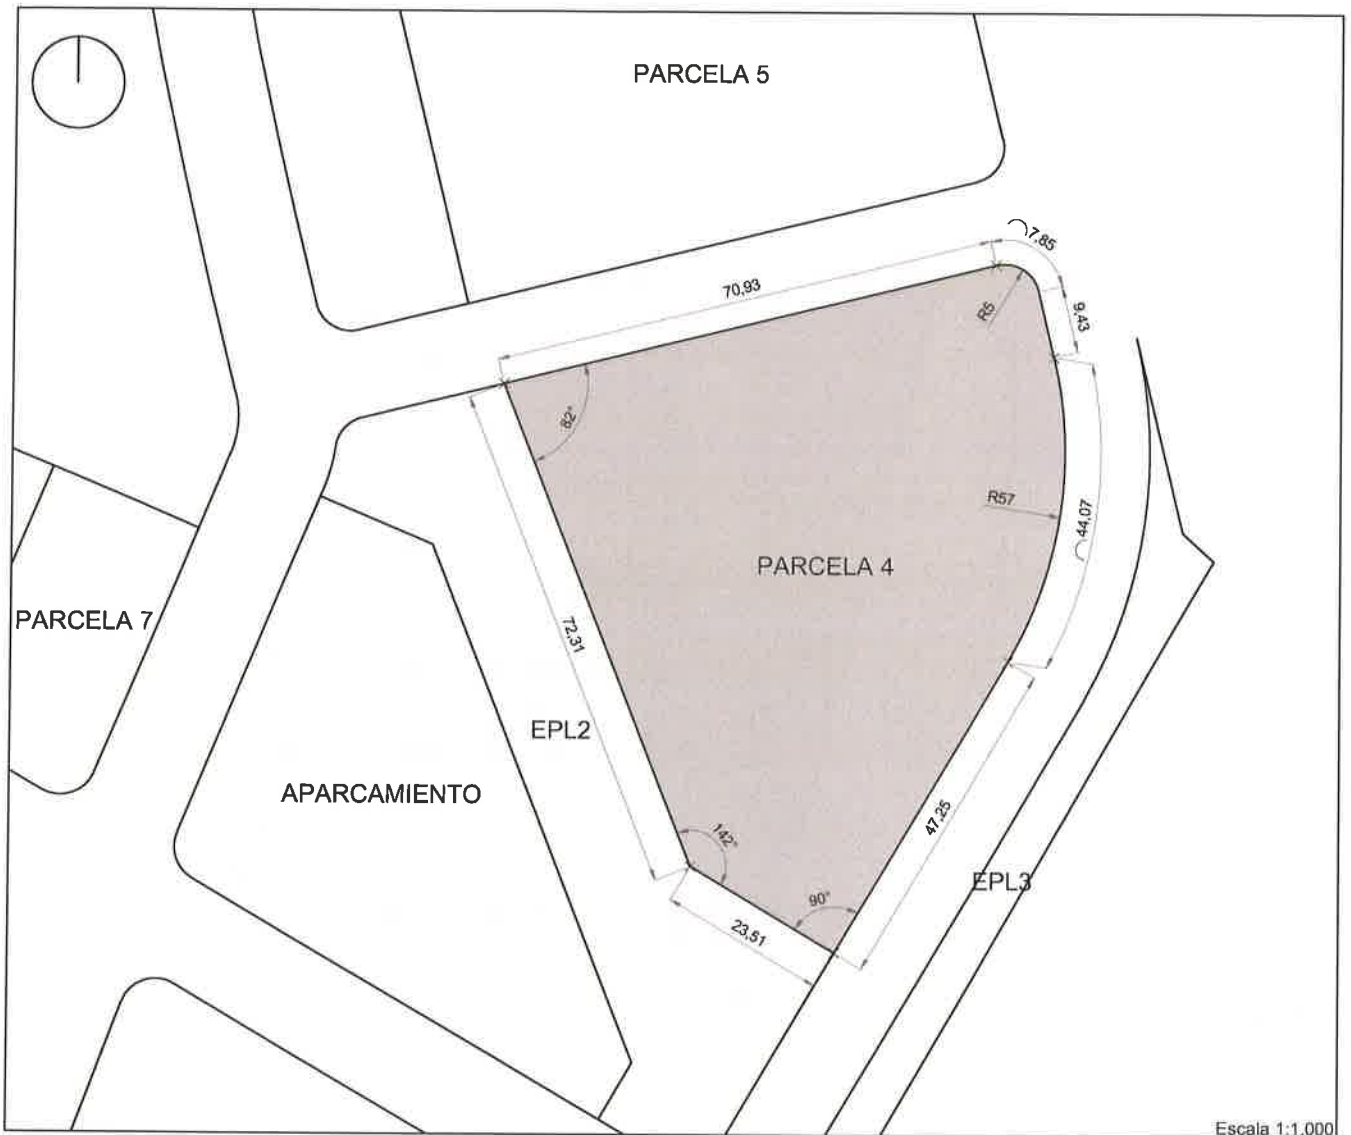 PARCELA 5
7,85
70,93
R5
9,43
82°
R57
44,07
PARCELA 4
PARCELA 7
72,31
EPL2
APARCAMIENTO
142°
47,25
EPL3
90°
23,51
Escala 1:1.000